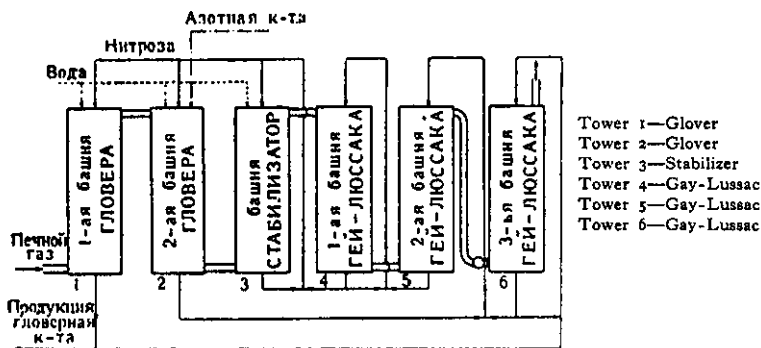 Азотная к-та
Нитроза
Вода
1-ая башня
ГЛОВЕРА
2-ая башня
ГЛОВЕРА
башня
СТАБИЛИЗАТОР
1-ая башня
ГЕЙ-ЛЮССАКА
2-ая башня
ГЕЙ-ЛЮССАКА
3-ья башня
ГЕЙ-ЛЮССАКА
Печной
газ
1
2
3
4
5
6
Продукция
гловерная
к-та
Tower 1—Glover
Tower 2—Glover
Tower 3—Stabilizer
Tower 4—Gay-Lussac
Tower 5—Gay-Lussac
Tower 6—Gay-Lussac